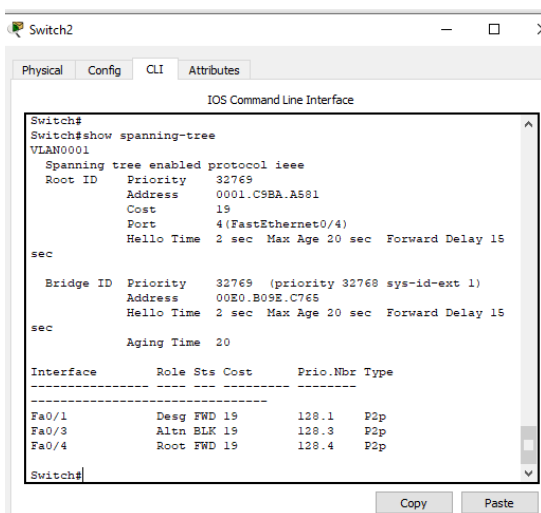 Switch2
Physical Config CLI Attributes
IOS Command Line Interface
Switch#
Switch#show spanning-tree
VLAN0001
  Spanning tree enabled protocol ieee
  Root ID    Priority    32769
             Address     0001.C9BA.A581
             Cost        19
             Port        4(FastEthernet0/4)
             Hello Time  2 sec  Max Age 20 sec  Forward Delay 15
sec
  Bridge ID  Priority    32769  (priority 32768 sys-id-ext 1)
             Address     00E0.B09E.C765
             Hello Time  2 sec  Max Age 20 sec  Forward Delay 15
sec
             Aging Time  20
Interface        Role Sts Cost      Prio.Nbr Type
---------------- ---- --- --------- --------
--------------------------------
Fa0/1            Desg FWD 19        128.1    P2p
Fa0/3            Altn BLK 19        128.3    P2p
Fa0/4            Root FWD 19        128.4    P2p
Switch#
Copy Paste